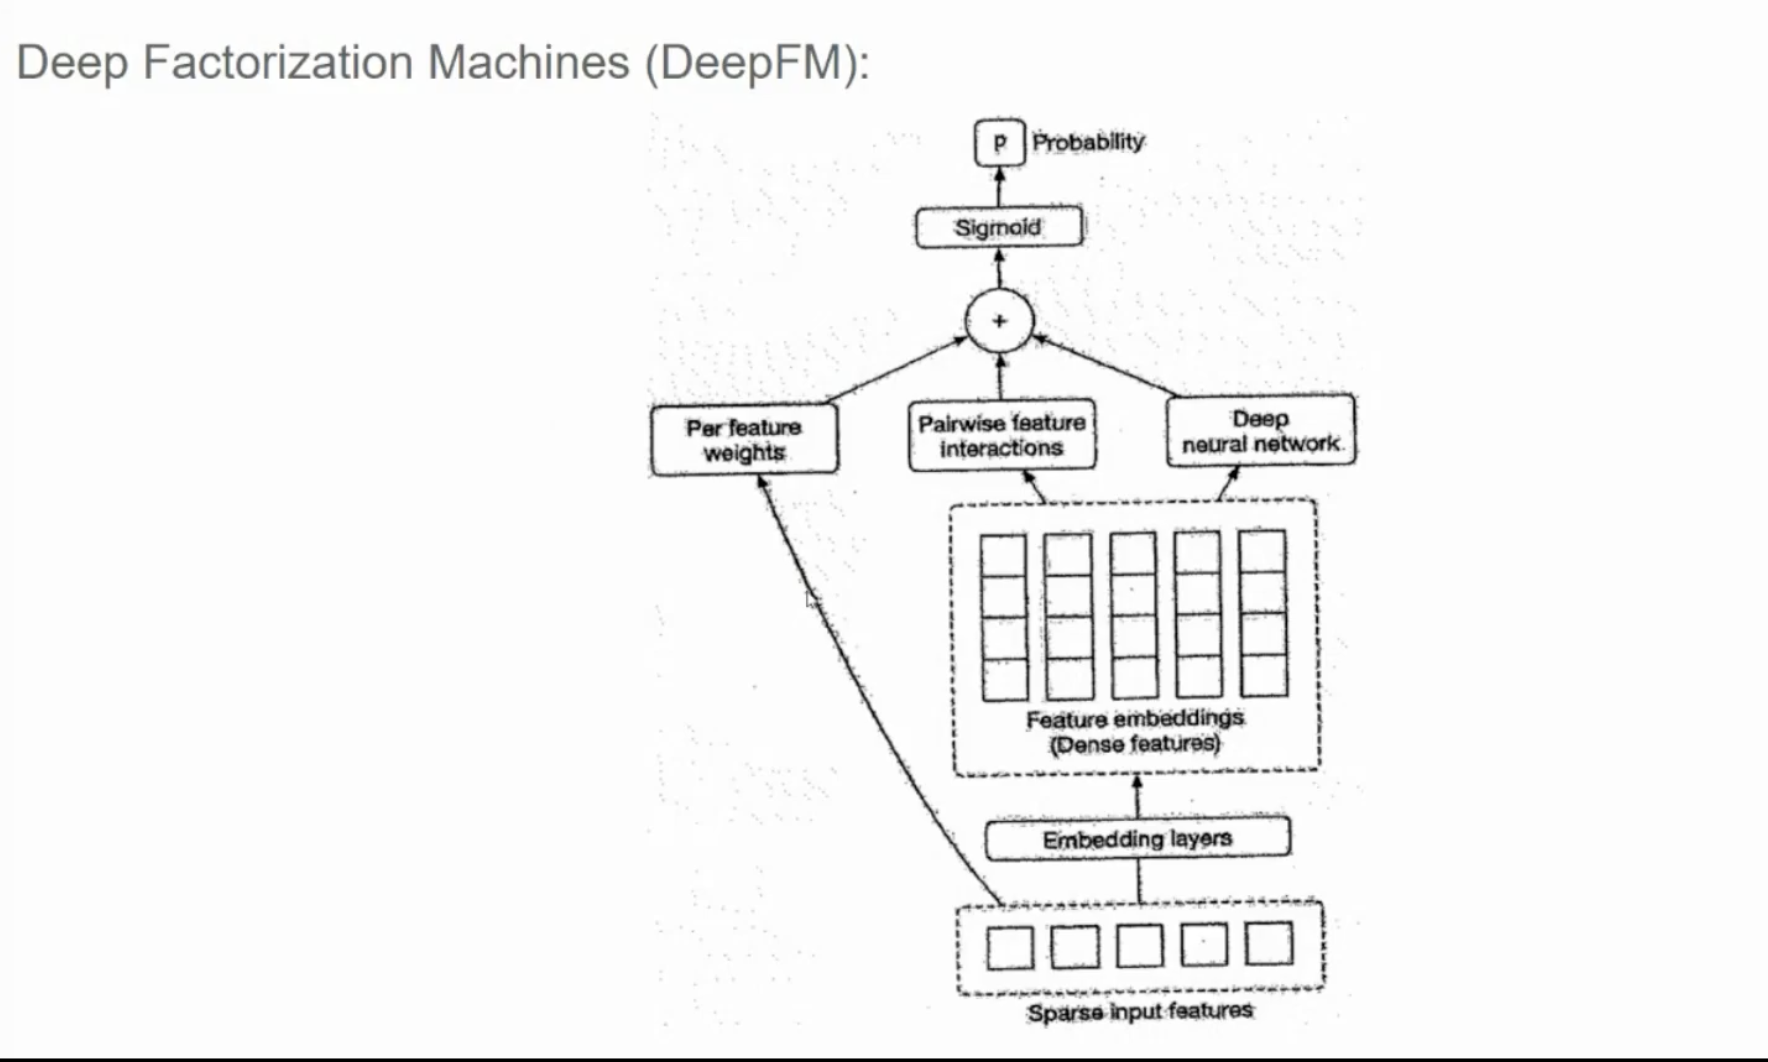 Deep Factorization Machines (DeepFM):
p Probability
Sigmoid
+
Per feature
weights
Pairwise feature
interactions
Deep
neural network
Feature embeddings
(Dense features)
Embedding layers
Sparse input features